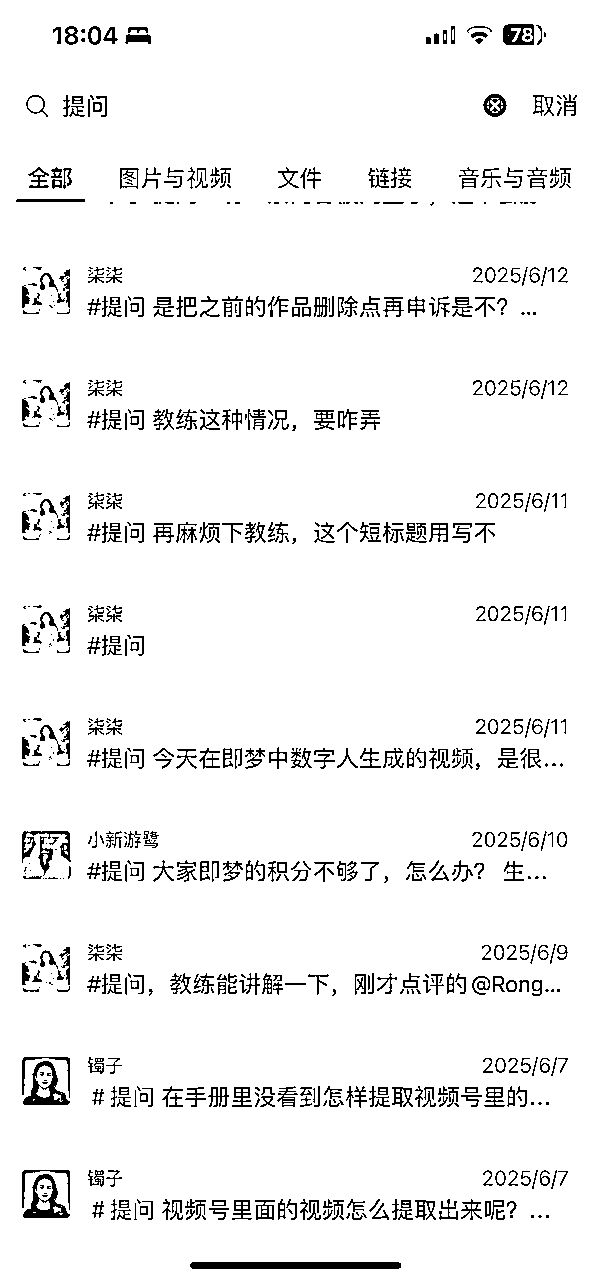 18:04
78
提问
取消
全部 图片与视频 文件 链接 音乐与音频
柒柒 2025/6/12
#提问 是把之前的作品删除点再申诉是不？...
柒柒 2025/6/12
#提问 教练这种情况，要咋弄
柒柒 2025/6/11
#提问 再麻烦下教练，这个短标题用写不
柒柒 2025/6/11
#提问
柒柒 2025/6/11
#提问 今天在即梦中数字人生成的视频，是很...
小新游鹭 2025/6/10
#提问 大家即梦的积分不够了，怎么办？ 生...
柒柒 2025/6/9
#提问，教练能讲解一下，刚才点评的@Rong...
镯子 2025/6/7
# 提问 在手册里没看到怎样提取视频号里的...
镯子 2025/6/7
# 提问 视频号里面的视频怎么提取出来呢？...